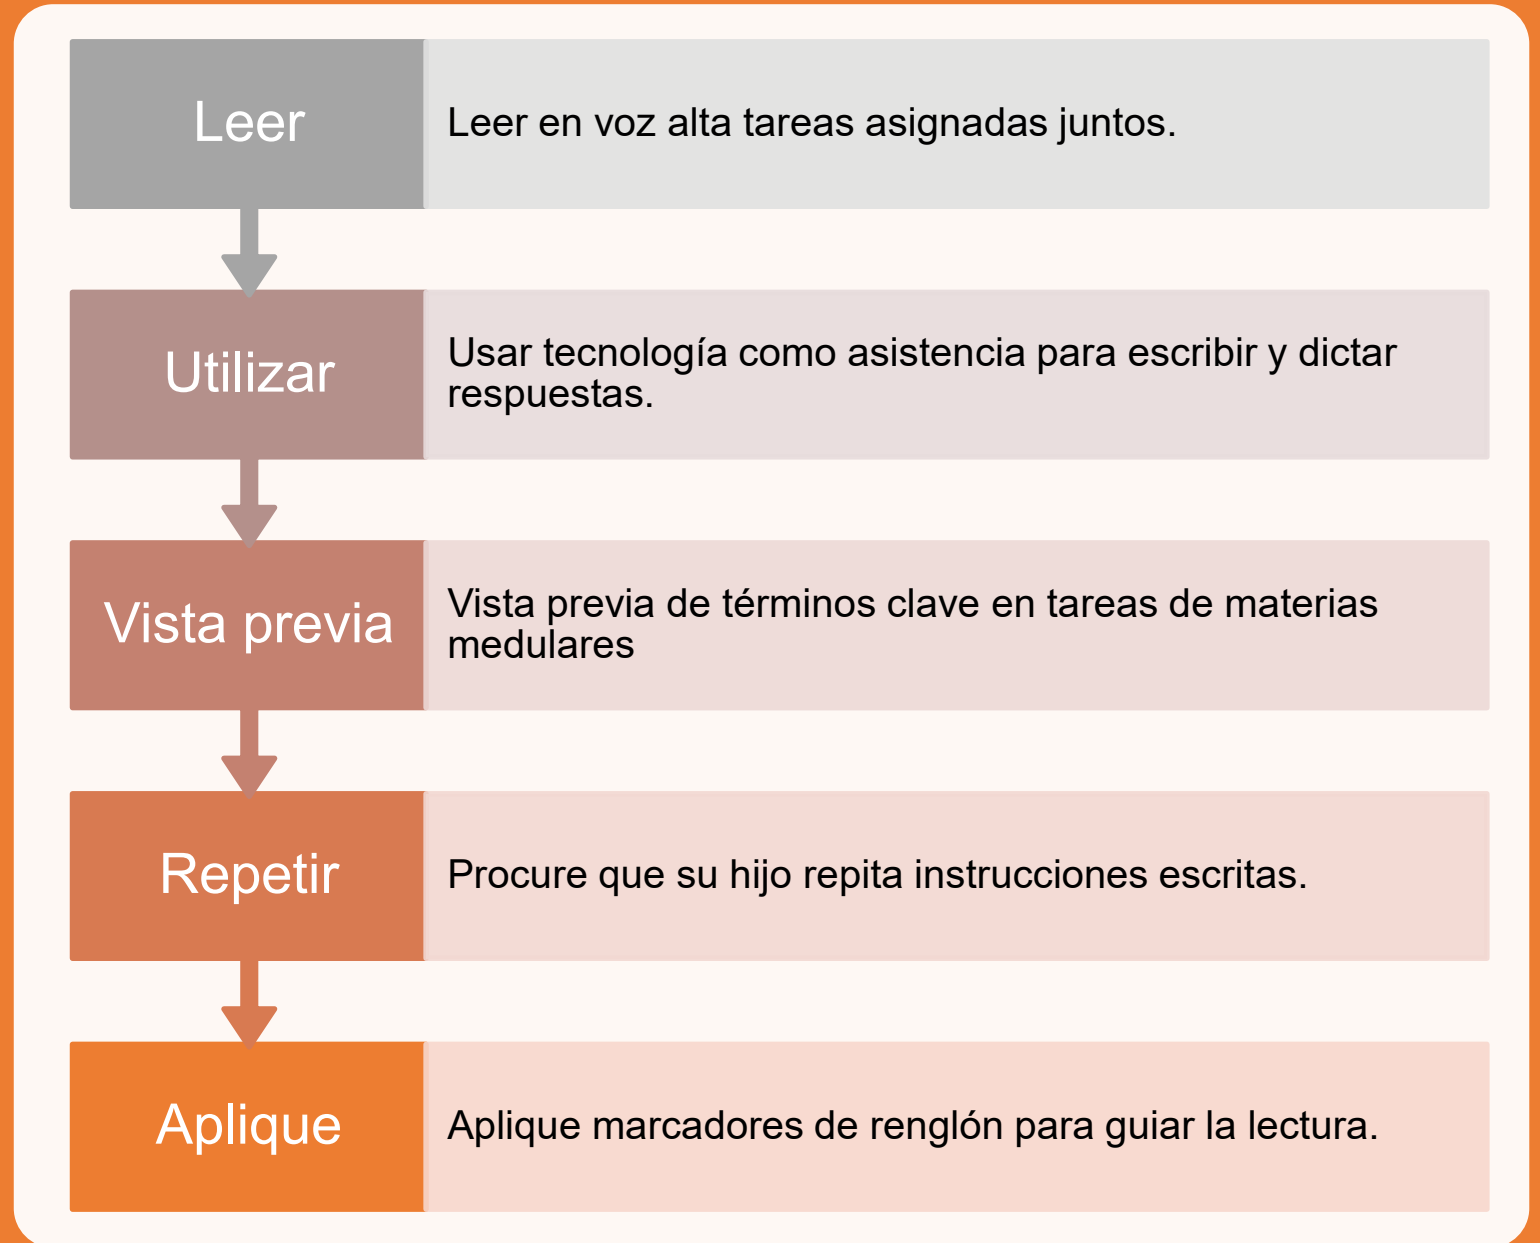 Leer
Leer en voz alta tareas asignadas juntos.
Utilizar
Usar tecnología como asistencia para escribir y dictar
respuestas.
Vista previa
Vista previa de términos clave en tareas de materias
medulares
Repetir
Procure que su hijo repita instrucciones escritas.
Aplique
Aplique marcadores de renglón para guiar la lectura.